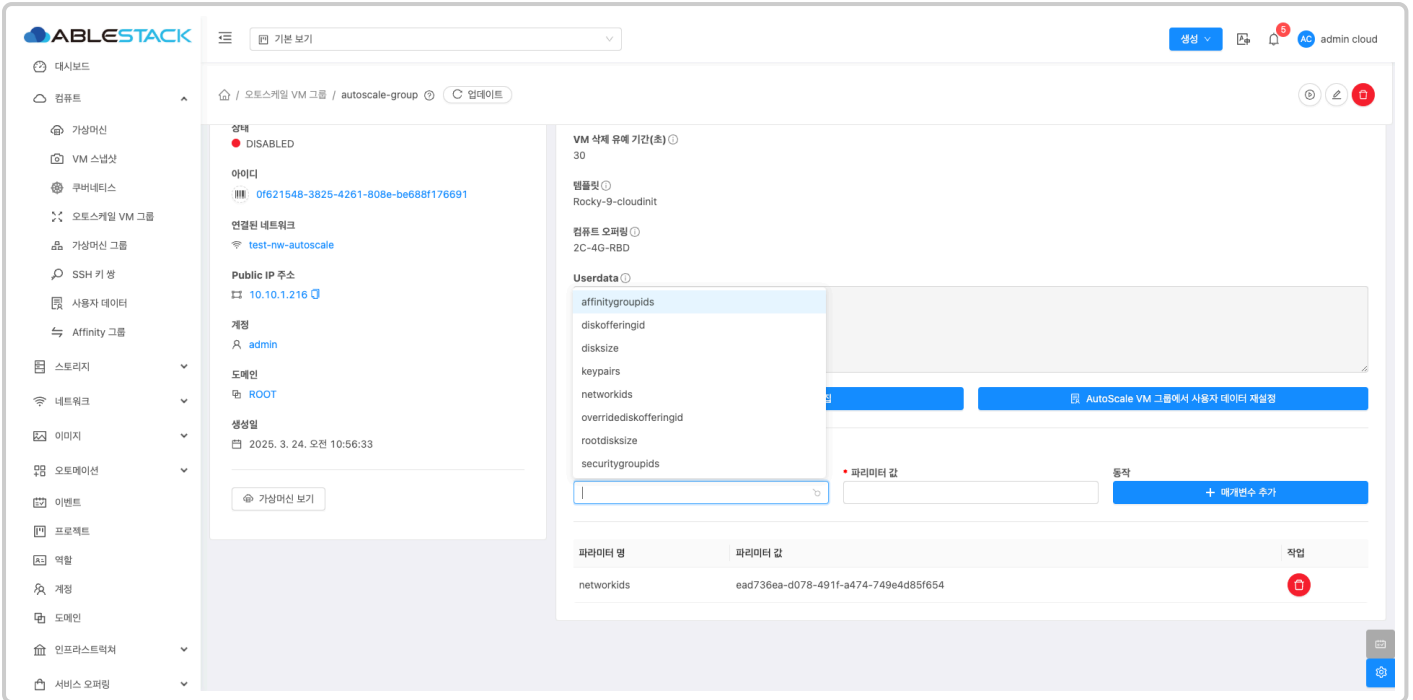 ABLESTACK
기본 보기
생성
5
AC
admin cloud
대시보드
컴퓨트
가상머신
VM 스냅샷
쿠버네티스
오토스케일 VM 그룹
가상머신 그룹
SSH 키 쌍
사용자 데이터
Affinity 그룹
스토리지
네트워크
이미지
오토메이션
이벤트
프로젝트
역할
계정
도메인
인프라스트럭쳐
서비스 오퍼링
/ 오토스케일 VM 그룹 / autoscale-group
업데이트
상태
DISABLED
아이디
0f621548-3825-4261-808e-be688f176691
연결된 네트워크
test-nw-autoscale
Public IP 주소
10.10.1.216
계정
admin
도메인
ROOT
생성일
2025. 3. 24. 오전 10:56:33
가상머신 보기
VM 삭제 유예 기간(초)
30
템플릿
Rocky-9-cloudinit
컴퓨트 오퍼링
2C-4G-RBD
Userdata
affinitygroupids
diskofferingid
disksize
keypairs
networkids
overridediskofferingid
rootdisksize
securitygroupids
AutoScale VM 그룹에서 사용자 데이터 재설정
* 파리미터 값
동작
+ 매개변수 추가
파라미터 명
파리미터 값
작업
networkids
ead736ea-d078-491f-a474-749e4d85f654